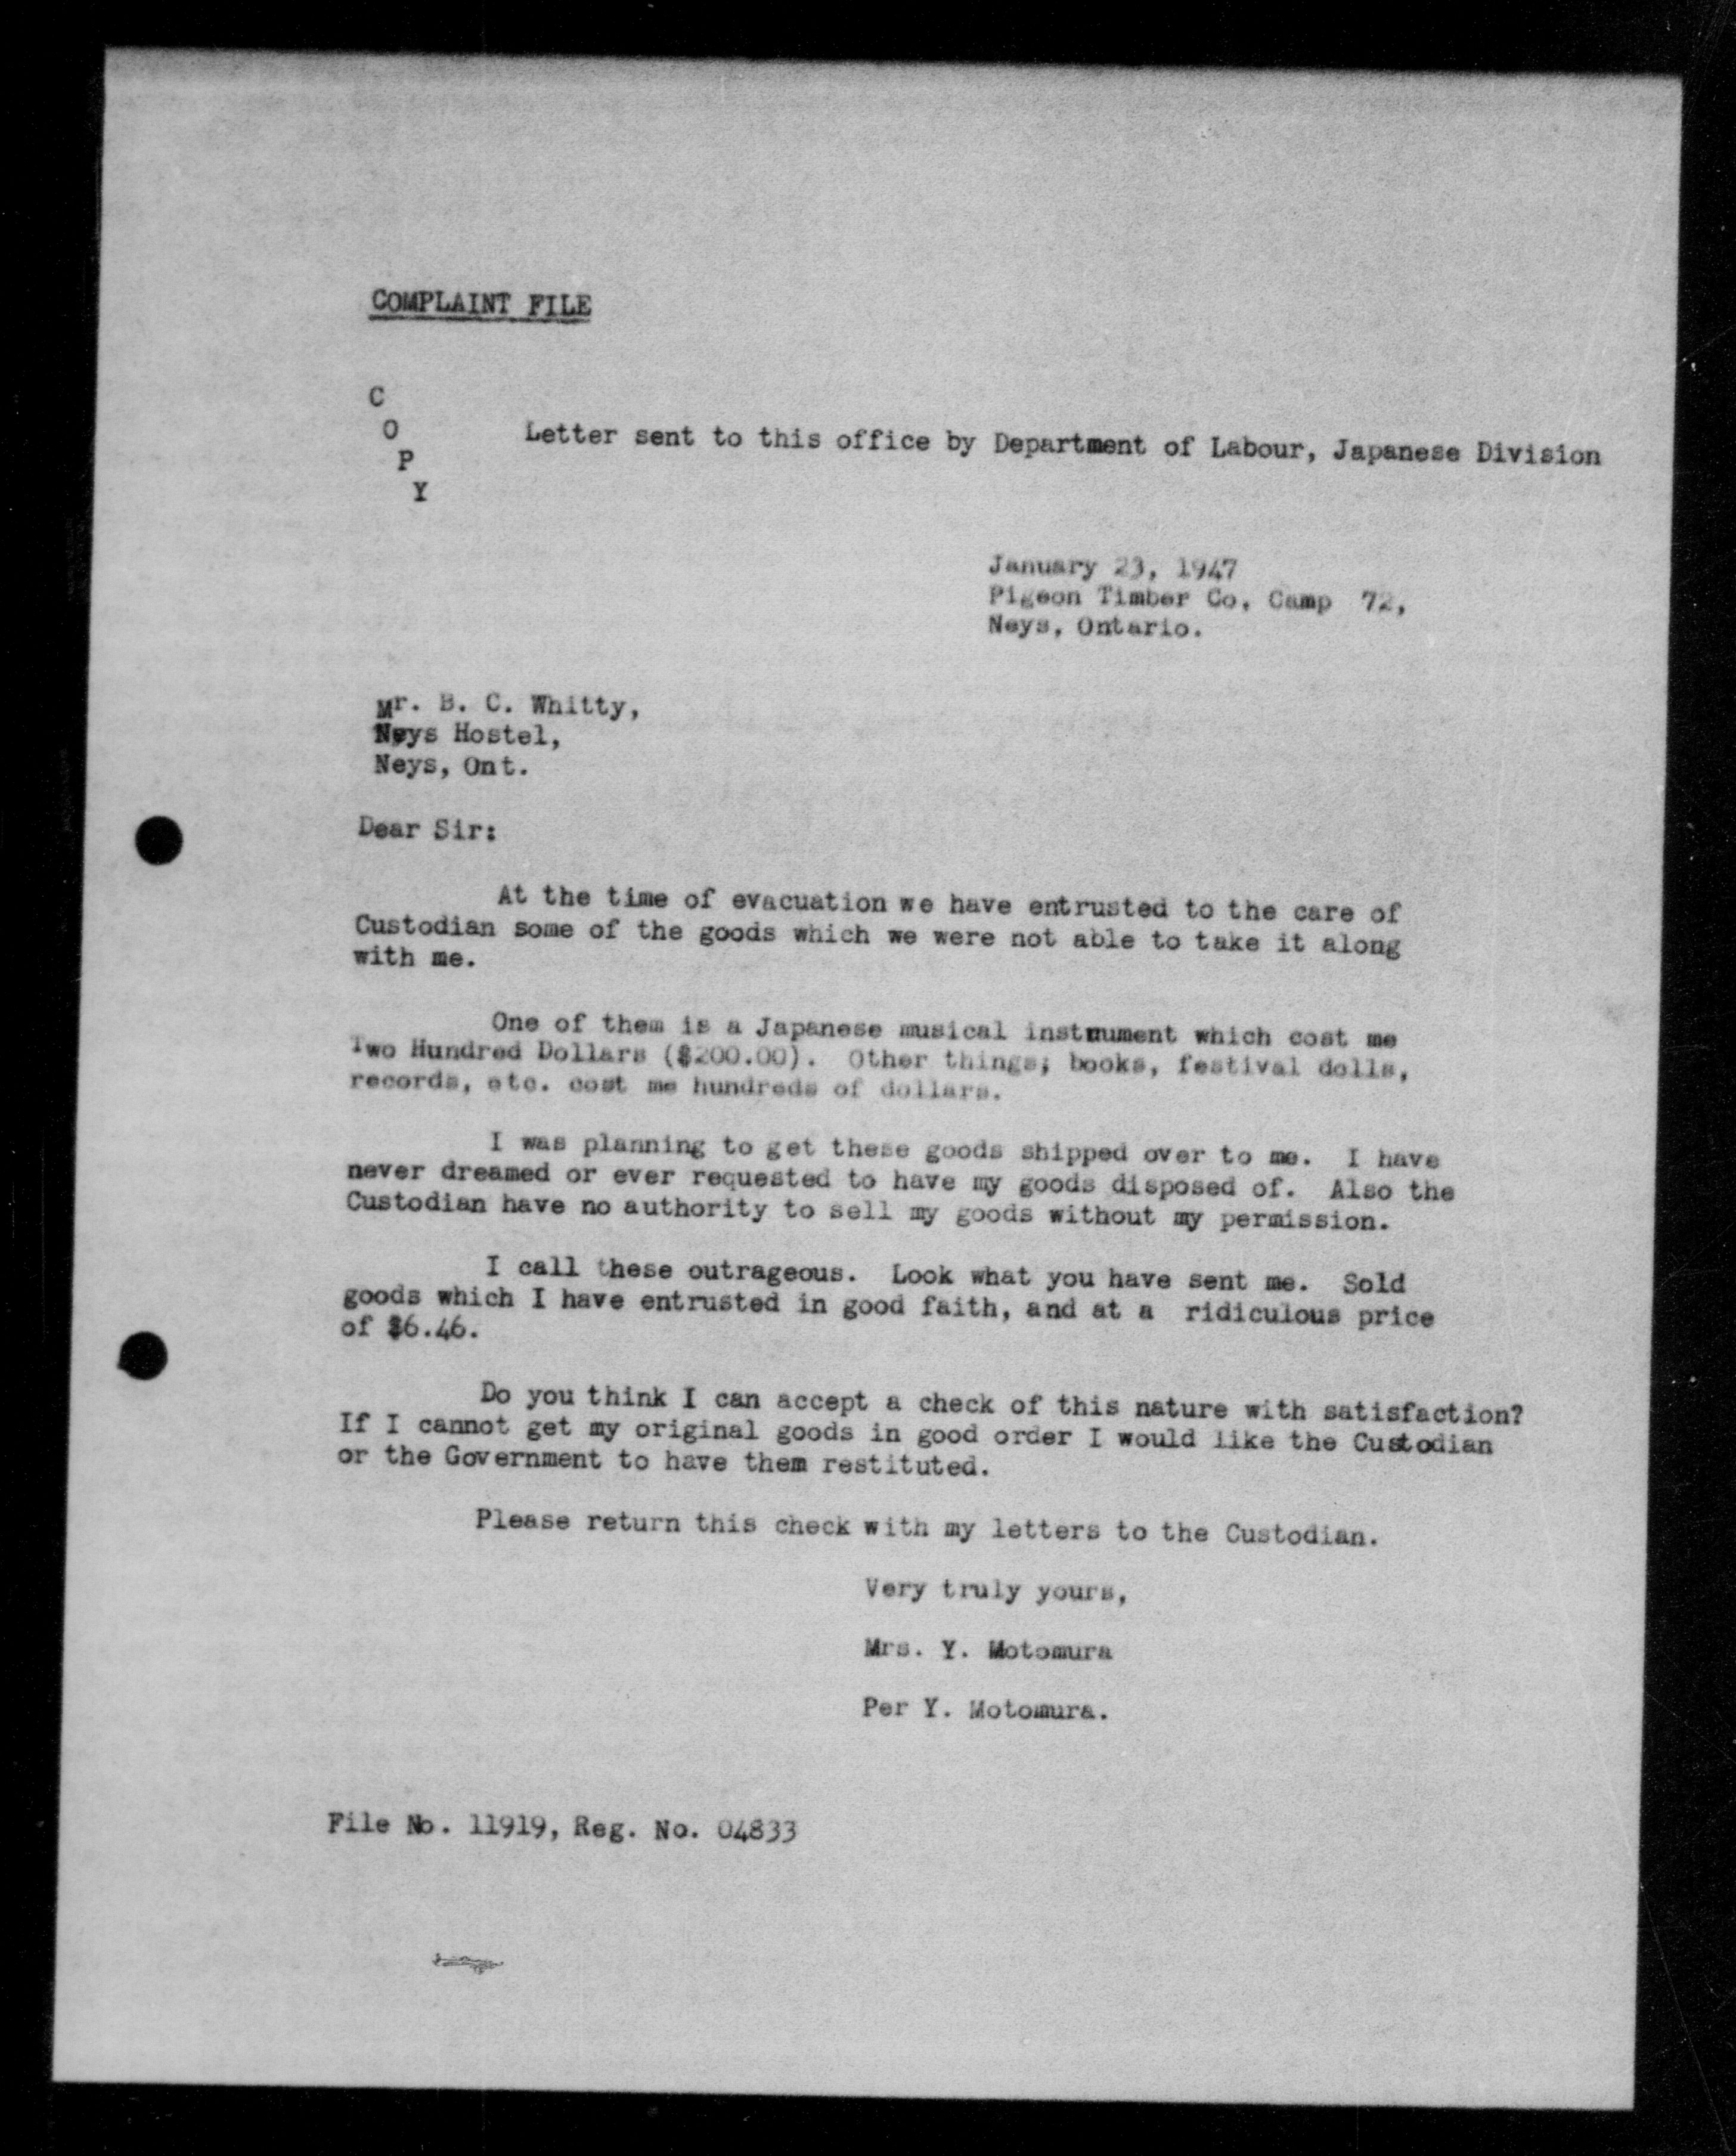 COMPLAINT FILE
C
O
P
Y
Letter sent to this office by Department of Labour, Japanese Division
January 23, 1947
Pigeon Timber Co, Camp 72,
Neys, Ontario.
Mr. B. C. Whitty,
Neys Hostel,
Neys, Ont.
Dear Sir:
At the time of evacuation we have entrusted to the care of
Custodian some of the goods which we were not able to take it along
with me.
One of them is a Japanese musical instmument which cost me
Two Hundred Dollars ($200.00). Other things; books, festival dolls,
records, etc. cost me hundreds of dollars.
I was planning to get these goods shipped over to me. I have
never dreamed or ever requested to have my goods disposed of. Also the
Custodian have no authority to sell my goods without my permission.
I call these outrageous. Look what you have sent me. Sold
goods which I have entrusted in good faith, and at a ridiculous price
of $6.46.
Do you think I can accept a check of this nature with satisfaction?
If I cannot get my original goods in good order I would like the Custodian
or the Government to have them restituted.
Please return this check with my letters to the Custodian.
Very truly yours,
Mrs. Y. Motomura
Per Y. Motomura.
File No. 11919, Reg. No. 04833